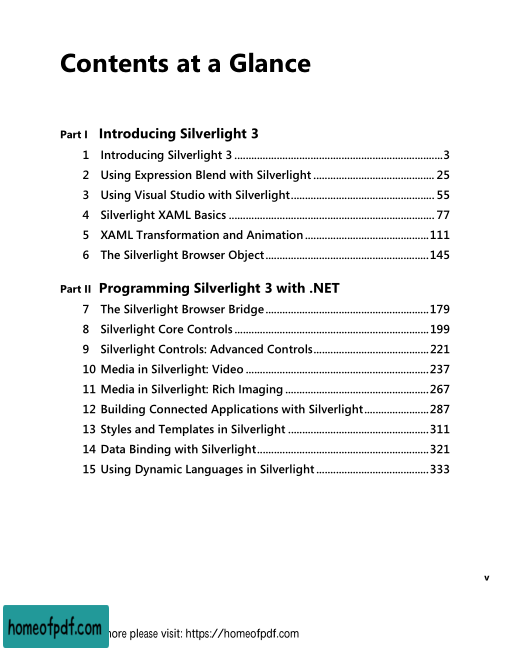 Contents at a Glance
Part I Introducing Silverlight 3
1 Introducing Silverlight 3 ..........................................................................3
2 Using Expression Blend with Silverlight ........................................... 25
3 Using Visual Studio with Silverlight................................................... 55
4 Silverlight XAML Basics ......................................................................... 77
5 XAML Transformation and Animation ............................................111
6 The Silverlight Browser Object..........................................................145
Part II Programming Silverlight 3 with .NET
7 The Silverlight Browser Bridge..........................................................179
8 Silverlight Core Controls .....................................................................199
9 Silverlight Controls: Advanced Controls.........................................221
10 Media in Silverlight: Video .................................................................237
11 Media in Silverlight: Rich Imaging ...................................................267
12 Building Connected Applications with Silverlight.......................287
13 Styles and Templates in Silverlight ..................................................311
14 Data Binding with Silverlight.............................................................321
15 Using Dynamic Languages in Silverlight ........................................333
v
homeofpdf.com
please visit: https://homeofpdf.com